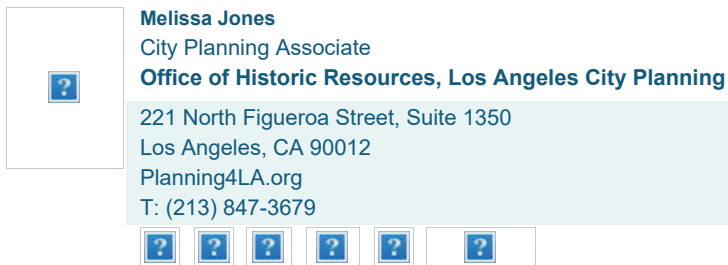 Melissa Jones
City Planning Associate
Office of Historic Resources, Los Angeles City Planning
221 North Figueroa Street, Suite 1350
Los Angeles, CA 90012
Planning4LA.org
T: (213) 847-3679